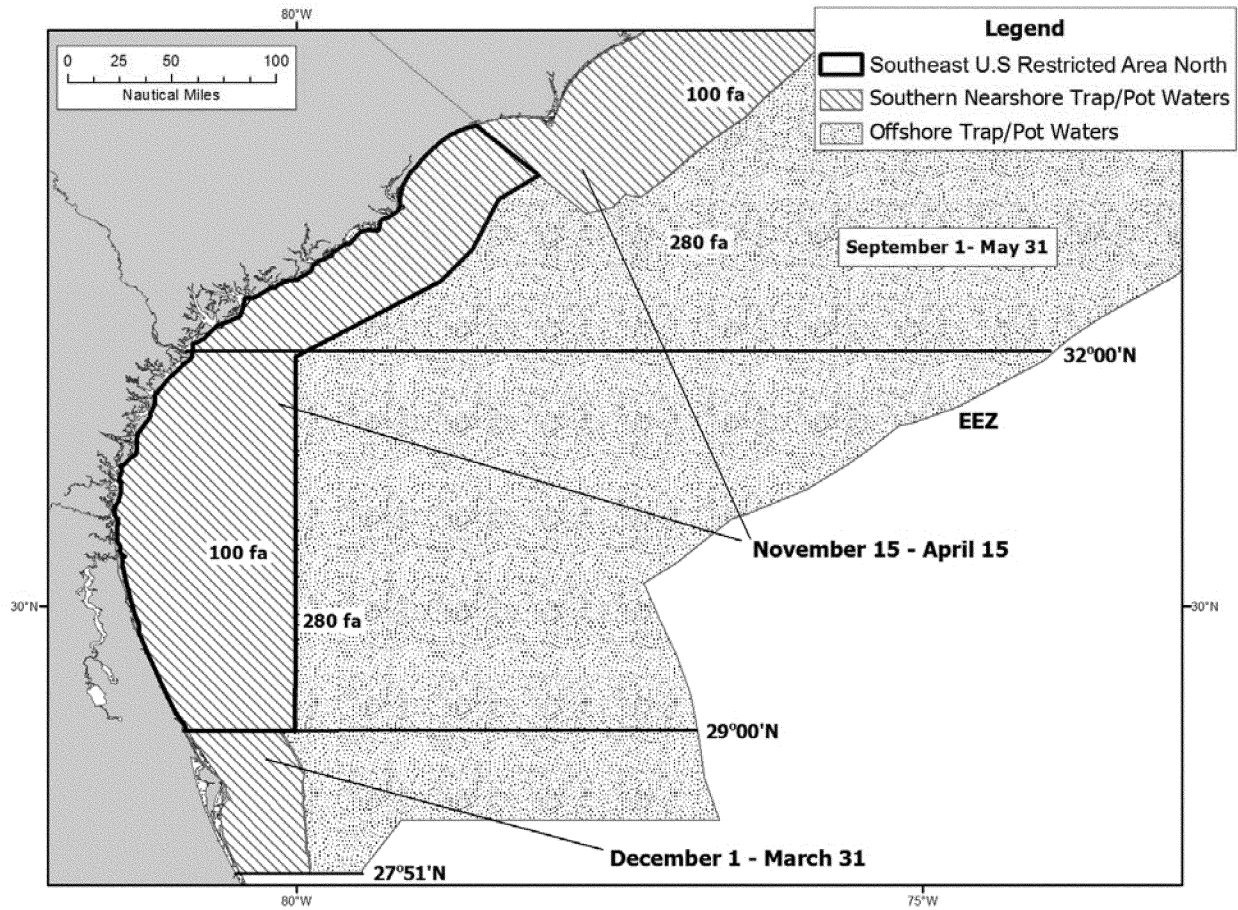 80°W
Legend
Southeast U.S Restricted Area North
Southern Nearshore Trap/Pot Waters
Offshore Trap/Pot Waters
0 25 50 100
Nautical Miles
100 fa
280 fa
September 1- May 31
32°00'N
EEZ
November 15 - April 15
100 fa
30°N
30°N
280 fa
29°00'N
December 1 - March 31
27°51'N
80°W
75°W